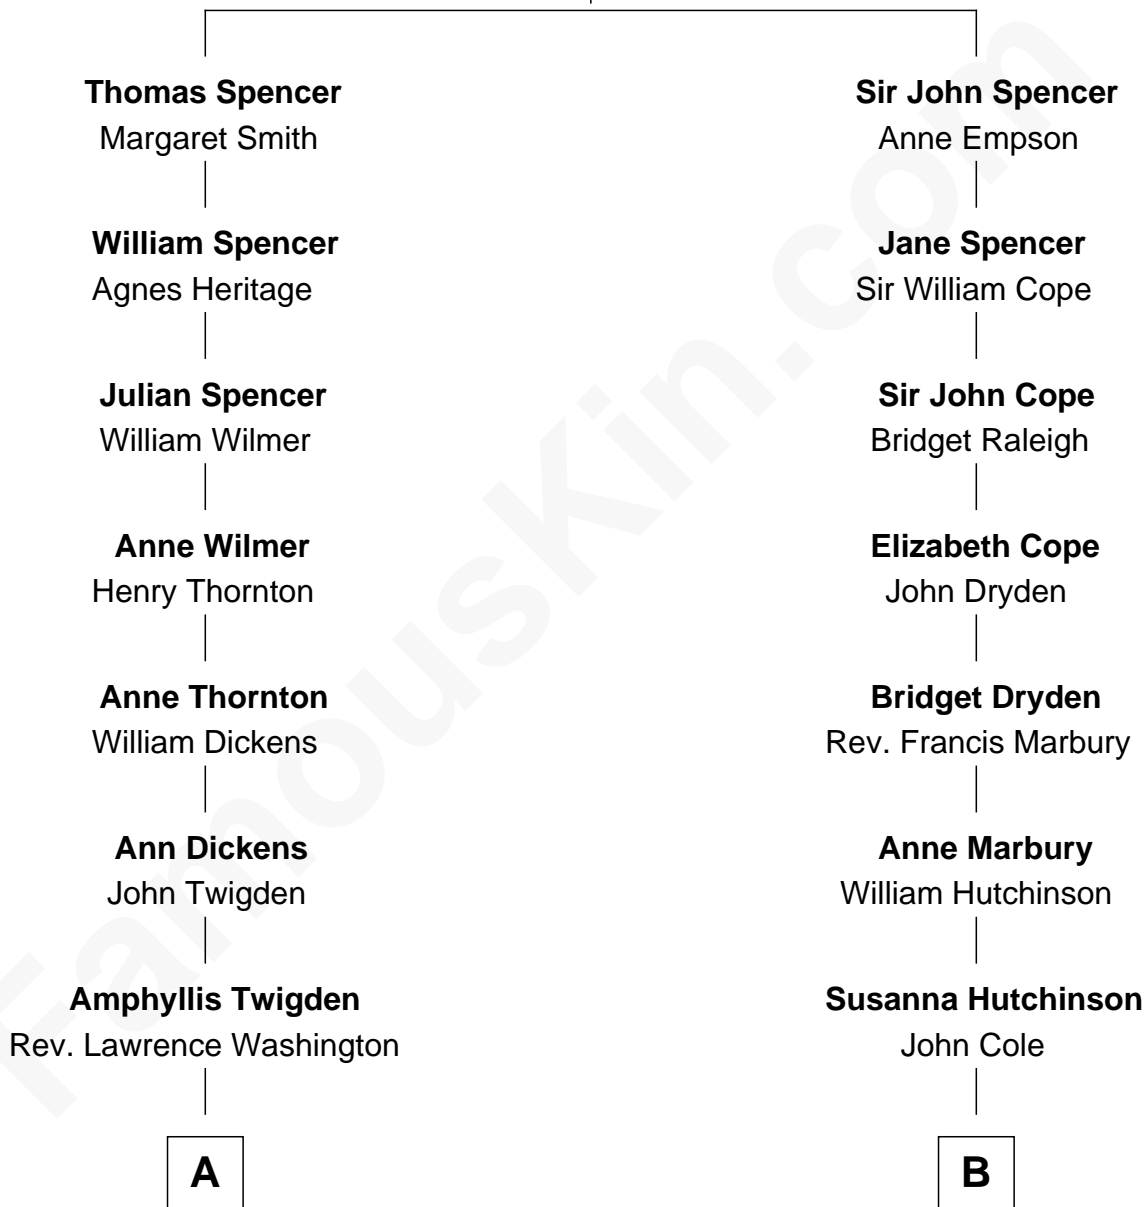 Thomas Spencer
Margaret Smith
William Spencer
Agnes Heritage
Julian Spencer
William Wilmer
Anne Wilmer
Henry Thornton
Anne Thornton
William Dickens
Ann Dickens
John Twigden
Amphyllis Twigden
Rev. Lawrence Washington
A
Sir John Spencer
Anne Empson
Jane Spencer
Sir William Cope
Sir John Cope
Bridget Raleigh
Elizabeth Cope
John Dryden
Bridget Dryden
Rev. Francis Marbury
Anne Marbury
William Hutchinson
Susanna Hutchinson
John Cole
B
FamousKin.com